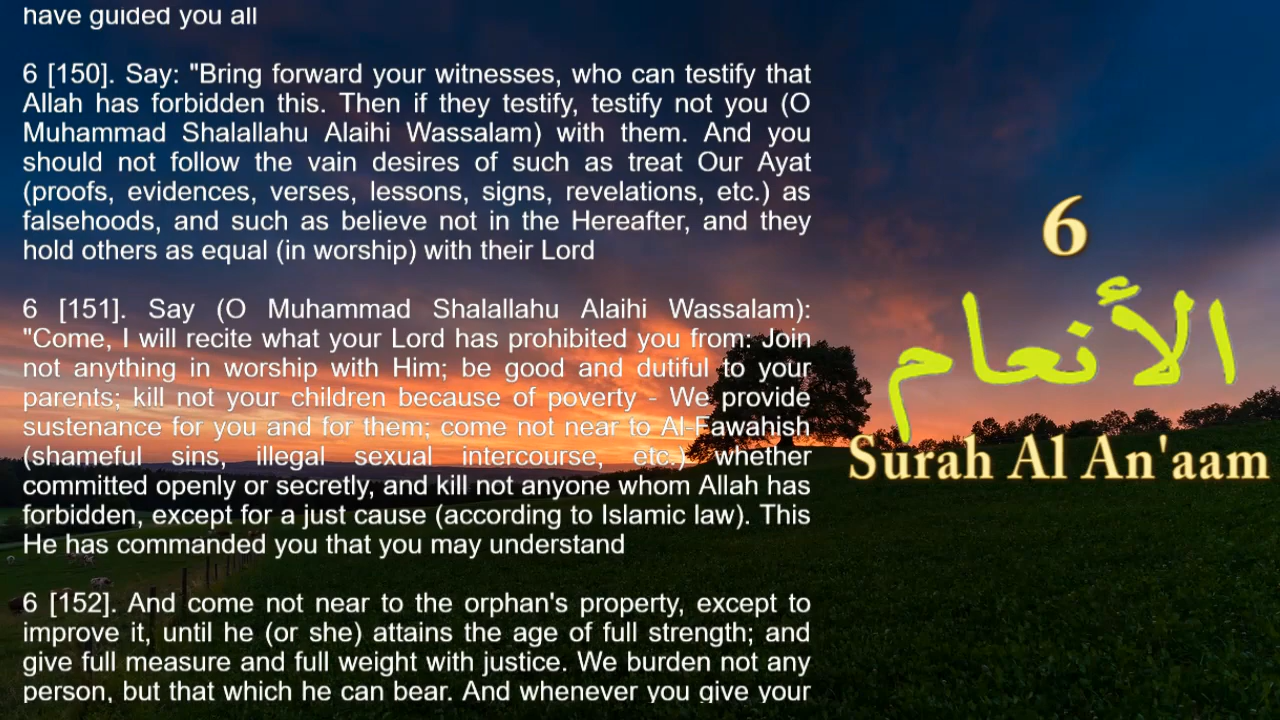 have guided you all
6 [150]. Say: "Bring forward your witnesses, who can testify that
Allah has forbidden this. Then if they testify, testify not you (O
Muhammad Shalallahu Alaihi Wassalam) with them. And you
should not follow the vain desires of such as treat Our Ayat
(proofs, evidences, verses, lessons, signs, revelations, etc.) as
falsehoods, and such as believe not in the Hereafter, and they
hold others as equal (in worship) with their Lord
6 [151]. Say (O Muhammad Shalallahu Alaihi Wassalam):
"Come, I will recite what your Lord has prohibited you from: Join
not anything in worship with Him; be good and dutiful to your
parents; kill not your children because of poverty - We provide
sustenance for you and for them; come not near to Al-Fawahish
(shameful sins, illegal sexual intercourse, etc.) whether
committed openly or secretly, and kill not anyone whom Allah has
forbidden, except for a just cause (according to Islamic law). This
He has commanded you that you may understand
6 [152]. And come not near to the orphan's property, except to
improve it, until he (or she) attains the age of full strength; and
give full measure and full weight with justice. We burden not any
person, but that which he can bear. And whenever you give your
6
الأنعام
Surah Al An'aam